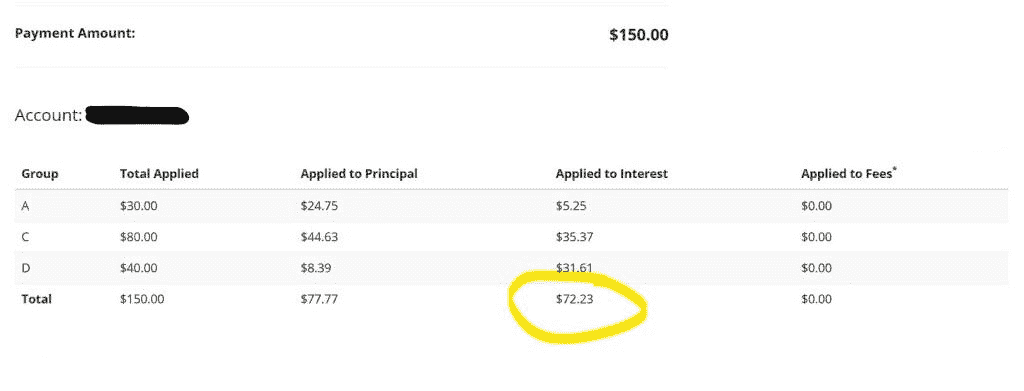 Payment Amount: $150.00
Account:
Group Total Applied Applied to Principal Applied to Interest Applied to Fees*
A $30.00 $24.75 $5.25 $0.00
C $80.00 $44.63 $35.37 $0.00
D $40.00 $8.39 $31.61 $0.00
Total $150.00 $77.77 $72.23 $0.00